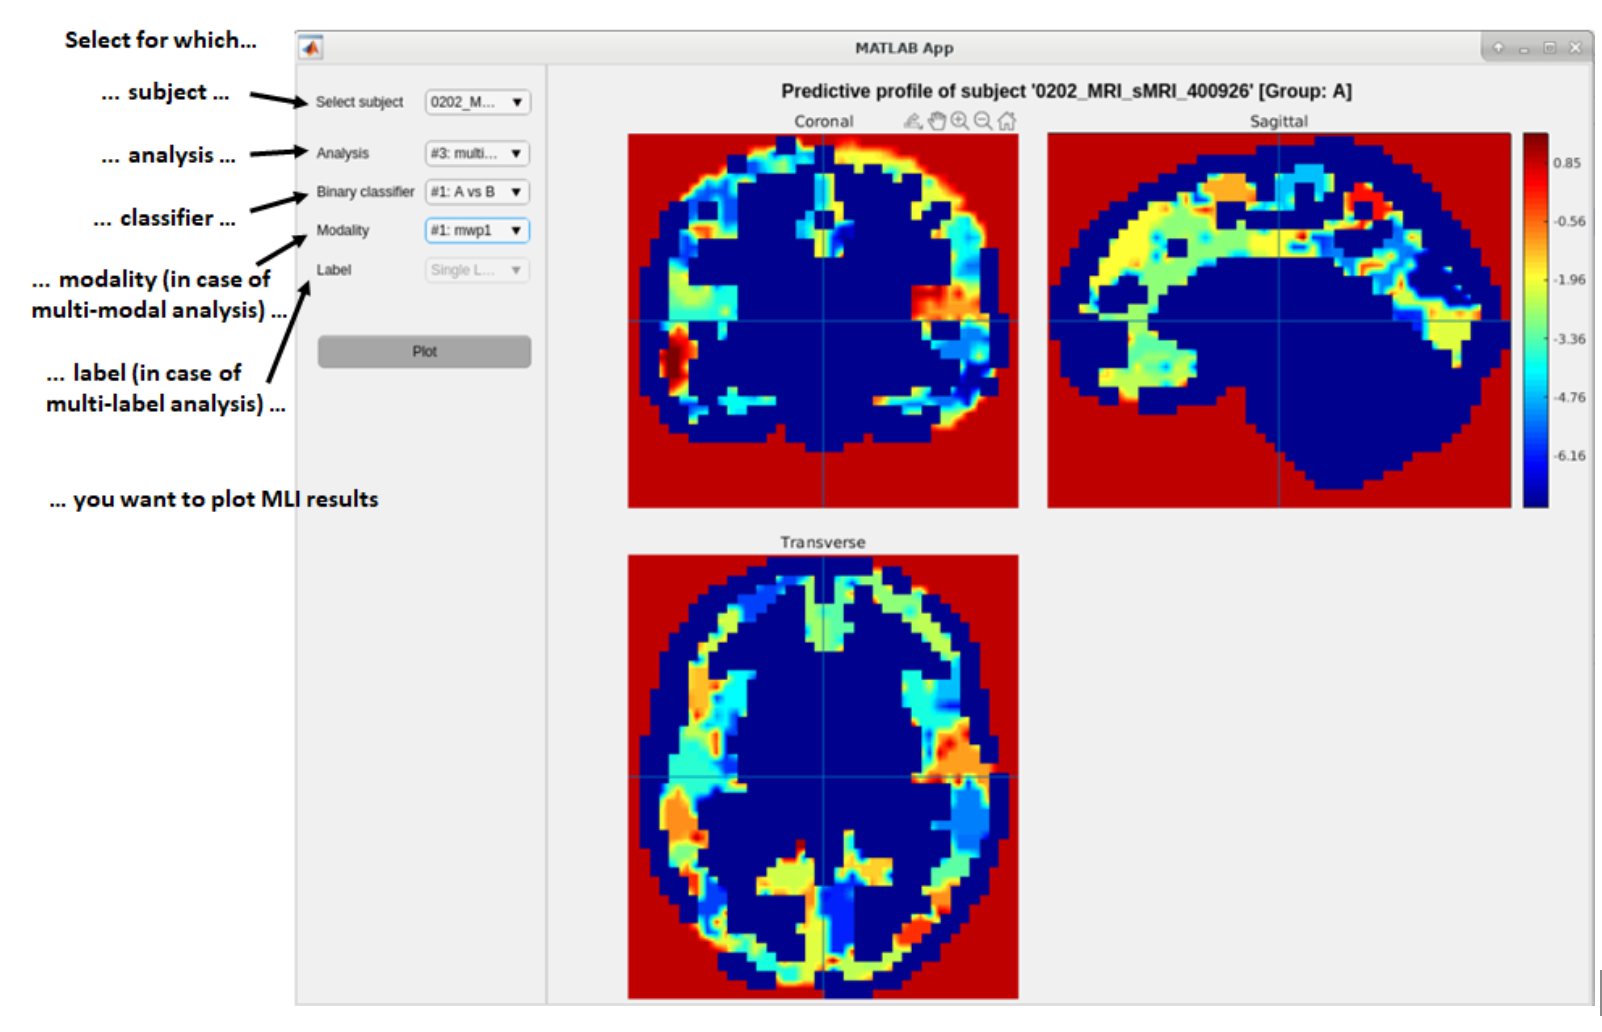 Select for which...
... subject ...
... analysis ...
... classifier ...
... modality (in case of
multi-modal analysis) ...
... label (in case of
multi-label analysis) ...
... you want to plot MLI results
MATLAB App
Select subject
0202_M...
Analysis
#3: multi...
Binary classifier
#1: A vs B
Modality
#1: mwp1
Label
Single L...
Plot
Predictive profile of subject '0202_MRI_sMRI_400926' [Group: A]
Coronal
Sagittal
0.85
-0.56
-1.96
-3.36
-4.76
-6.16
Transverse